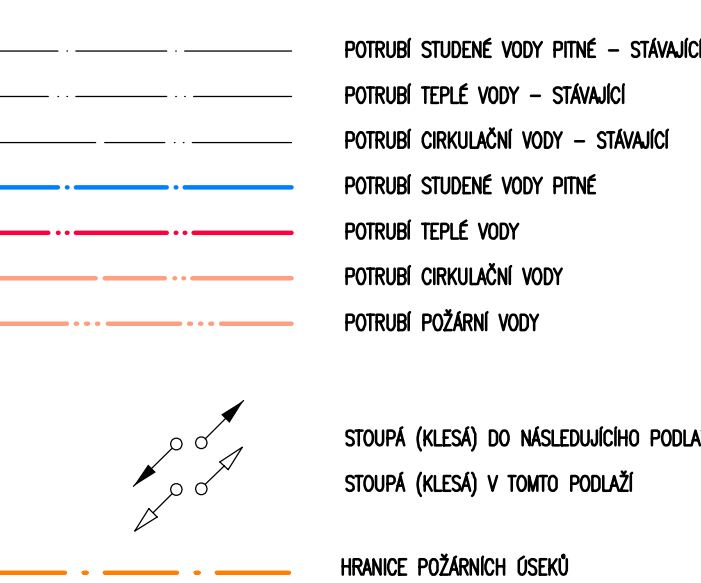 POTRUBÍ STUDENÉ VODY PITNÉ – STÁVAJÍCÍ
POTRUBÍ TEPLÉ VODY – STÁVAJÍCÍ
POTRUBÍ CIRKULAČNÍ VODY – STÁVAJÍCÍ
POTRUBÍ STUDENÉ VODY PITNÉ
POTRUBÍ TEPLÉ VODY
POTRUBÍ CIRKULAČNÍ VODY
POTRUBÍ POŽÁRNÍ VODY
STOUPÁ (KLESÁ) DO NÁSLEDUJÍCÍHO
STOUPÁ (KLESÁ) V TOMTO PODLAŽÍ
HRANICE POŽÁRNÍCH ÚSEKŮ